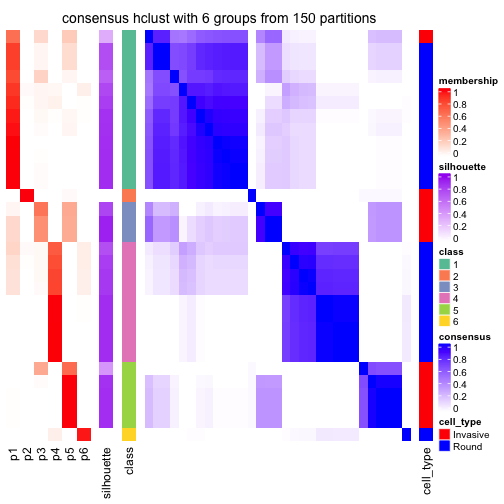 consensus hclust with 6 groups from 150 partitions
membership
1
0.8
0.6
0.4
0.2
0
silhouette
1
0.8
0.6
0.4
0.2
0
class
1
2
3
4
5
6
consensus
1
0.8
0.6
0.4
0.2
0
cell_type
Invasive
Round
p1
p2
p3
p4
p5
p6
silhouette
class
cell_type